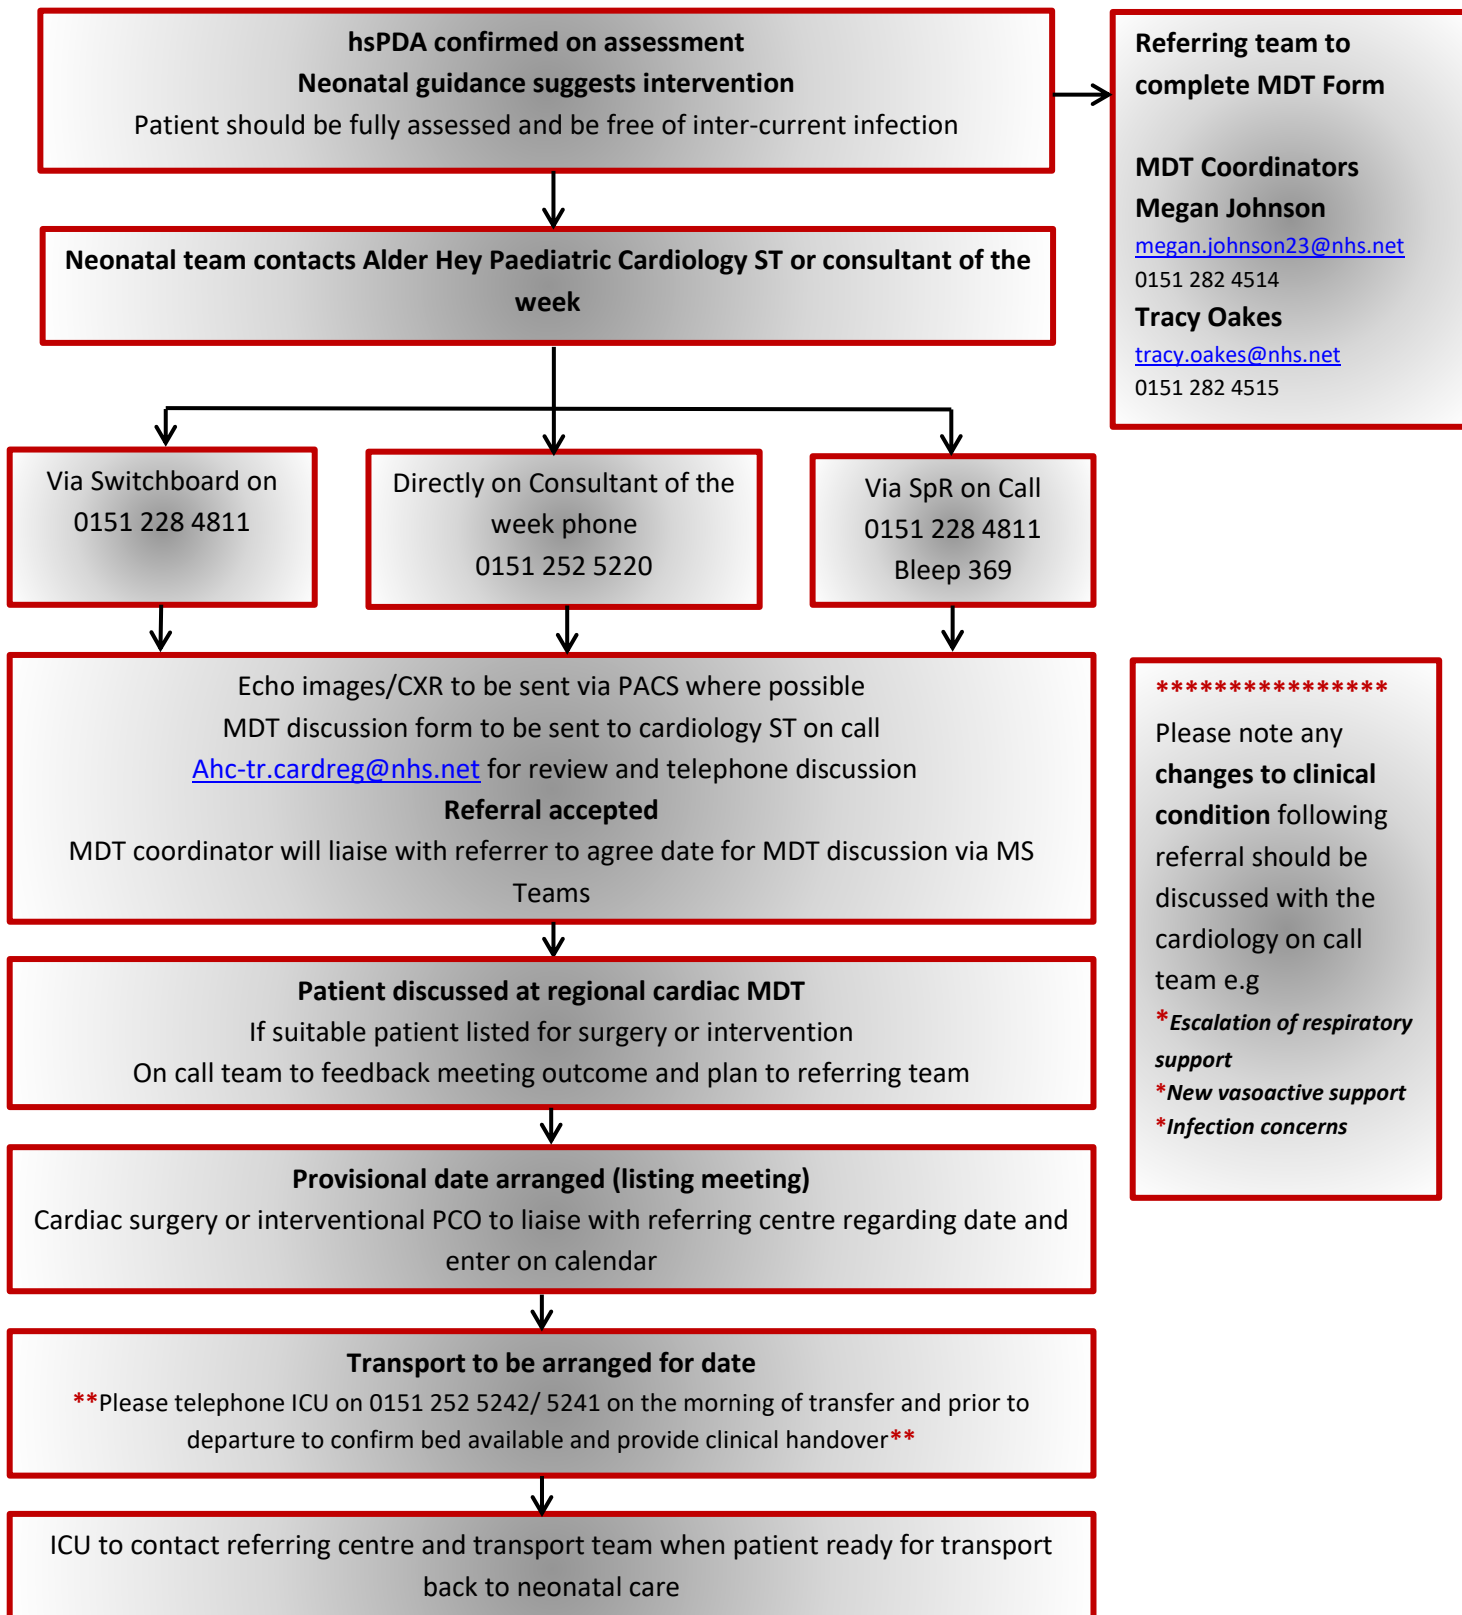 hsPDA confirmed on assessment
Neonatal guidance suggests intervention
Patient should be fully assessed and be free of inter-current infection
Referring team to
complete MDT Form
MDT Coordinators
Megan Johnson
megan.johnson23@nhs.net
0151 282 4514
Tracy Oakes
tracy.oakes@nhs.net
0151 282 4515
Neonatal team contacts Alder Hey Paediatric Cardiology ST or consultant of the
week
Via Switchboard on
0151 228 4811
Directly on Consultant of the
week phone
0151 252 5220
Via SpR on Call
0151 228 4811
Bleep 369
Echo images/CXR to be sent via PACS where possible
MDT discussion form to be sent to cardiology ST on call
Ahc-tr.cardreg@nhs.net for review and telephone discussion
Referral accepted
MDT coordinator will liaise with referrer to agree date for MDT discussion via MS
Teams
****************
Please note any
changes to clinical
condition following
referral should be
discussed with the
cardiology on call
team e.g
*Escalation of respiratory
support
*New vasoactive support
*Infection concerns
Patient discussed at regional cardiac MDT
If suitable patient listed for surgery or intervention
On call team to feedback meeting outcome and plan to referring team
Provisional date arranged (listing meeting)
Cardiac surgery or interventional PCO to liaise with referring centre regarding date and
enter on calendar
Transport to be arranged for date
**Please telephone ICU on 0151 252 5242/ 5241 on the morning of transfer and prior to
departure to confirm bed available and provide clinical handover**
ICU to contact referring centre and transport team when patient ready for transport
back to neonatal care